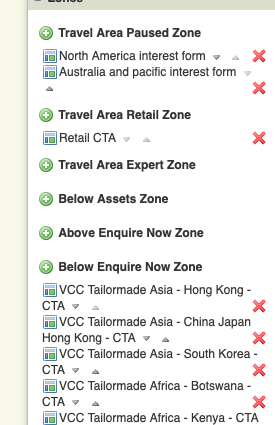 Zones
Travel Area Paused Zone
North America interest form
Australia and pacific interest form
Travel Area Retail Zone
Retail CTA
Travel Area Expert Zone
Below Assets Zone
Above Enquire Now Zone
Below Enquire Now Zone
VCC Tailormade Asia - Hong Kong -
CTA
VCC Tailormade Asia - China Japan
Hong Kong - CTA
VCC Tailormade Asia - South Korea -
CTA
VCC Tailormade Africa - Botswana -
CTA
VCC Tailormade Africa - Kenya - CTA